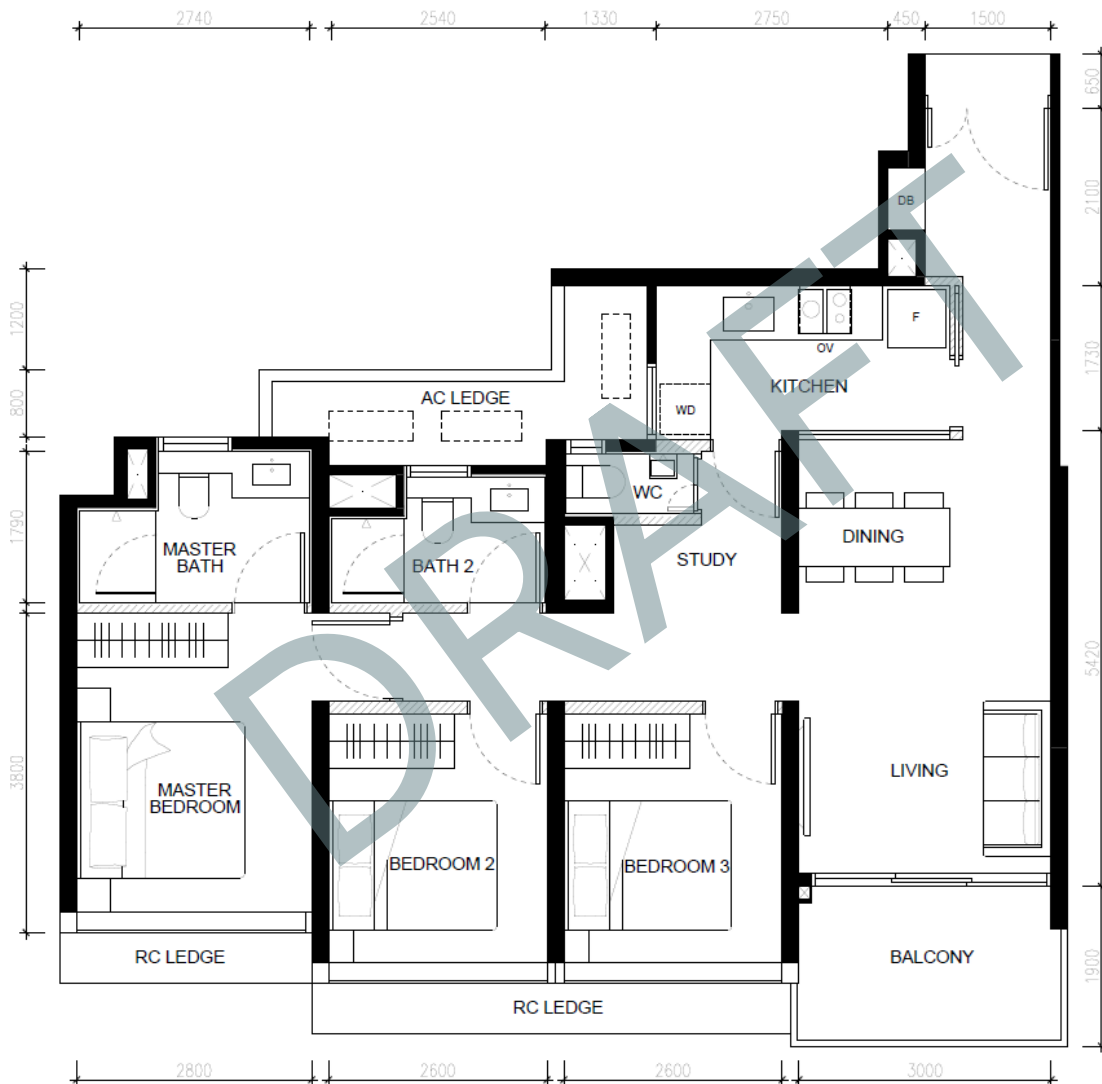 2740
2540
1330
2750
450
1500
650
2100
DB
1200
F
OV
1730
KITCHEN
800
AC LEDGE
WD
WC
1790
DINING
MASTER
BATH
BATH 2
STUDY
DRAFT
5420
3800
LIVING
MASTER
BEDROOM
BEDROOM 2
BEDROOM 3
RC LEDGE
BALCONY
1900
RC LEDGE
2800
2600
2600
3000